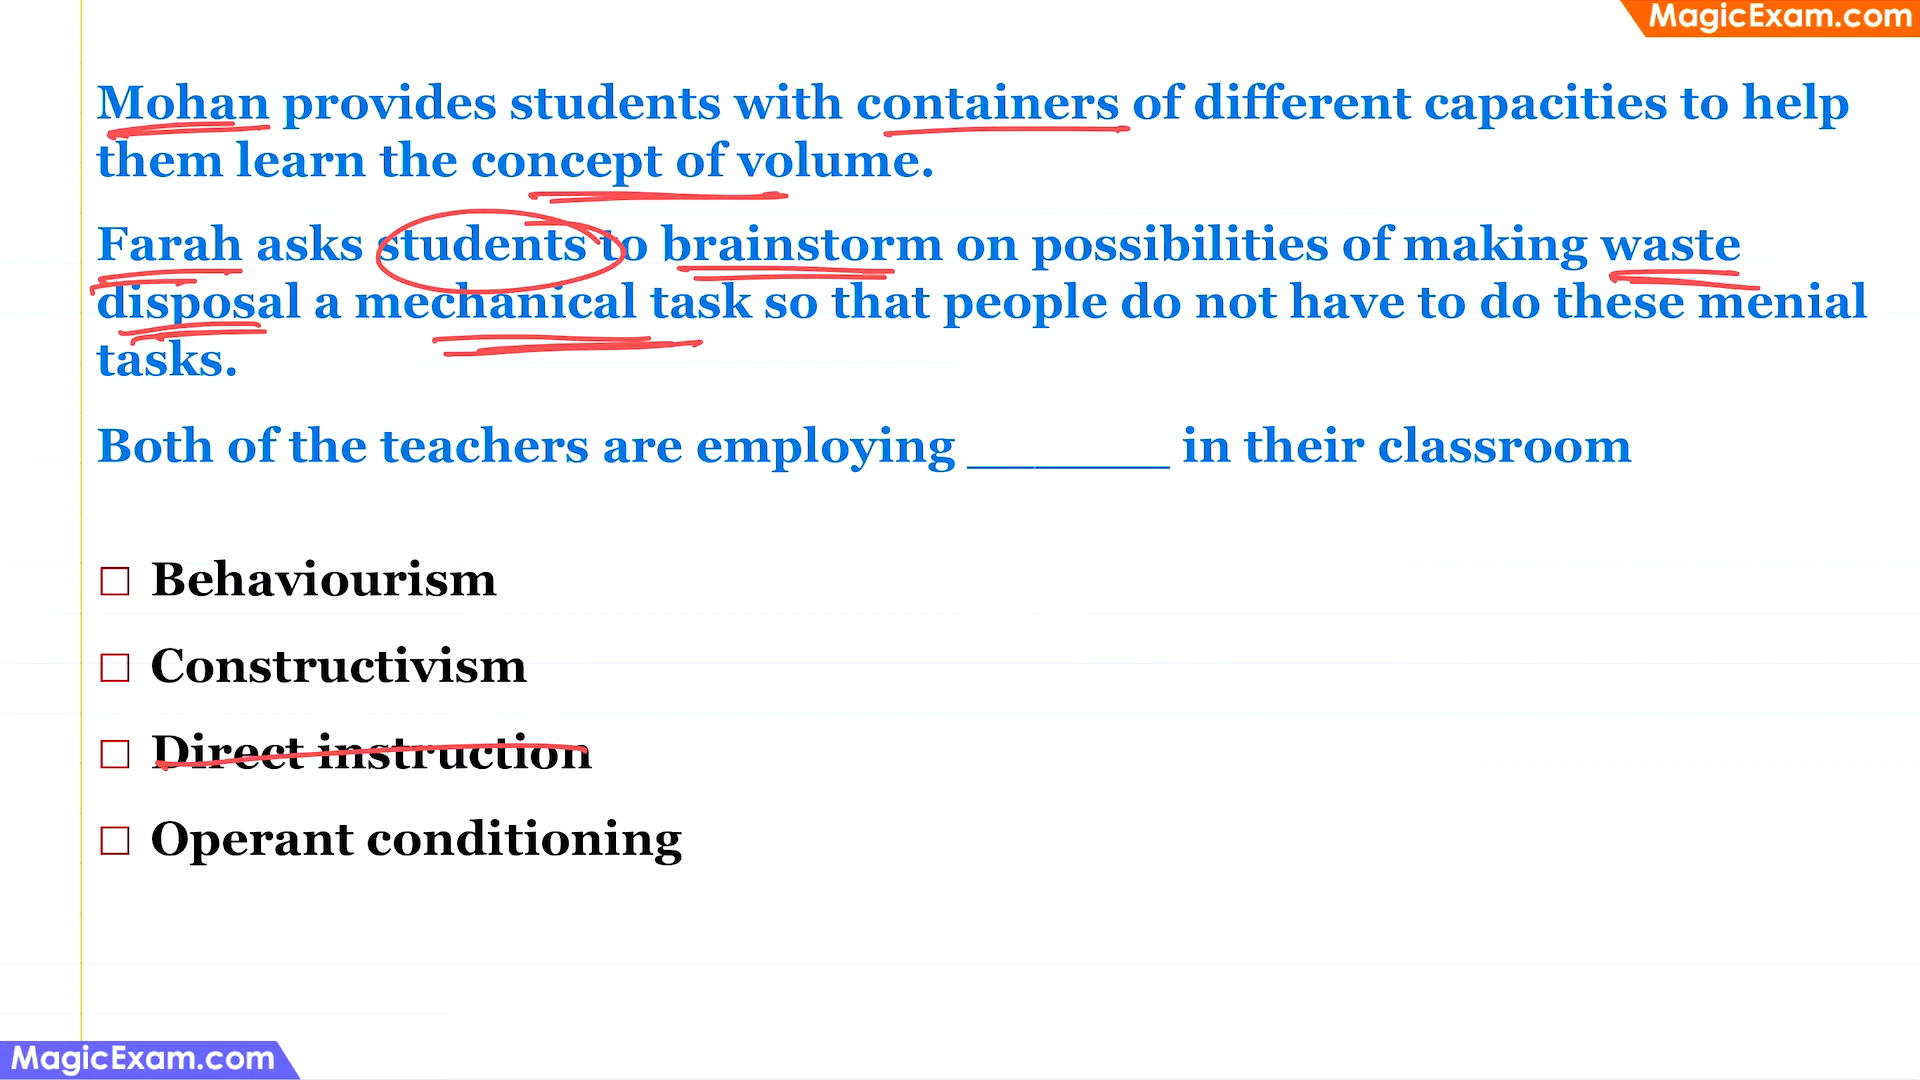 MagicExam.com
Mohan provides students with containers of different capacities to help
them learn the concept of volume.
Farah asks students to brainstorm on possibilities of making waste
disposal a mechanical task so that people do not have to do these menial
tasks.
Both of the teachers are employing ______ in their classroom
Behaviourism
Constructivism
Direct instruction
Operant conditioning
MagicExam.com